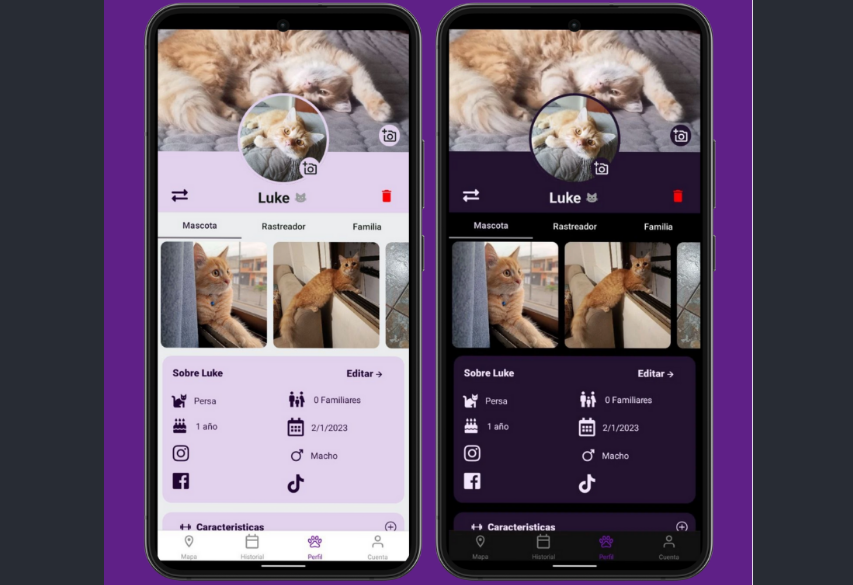 Luke
Mascota Rastreador Familia
Sobre Luke Editar
Persa 0 Familiares
1 año 2/1/2023
Macho
Caracteristicas
Mapa Historial Perfil Cuenta
Luke
Mascota Rastreador Familia
Sobre Luke Editar
Persa 0 Familiares
1 año 2/1/2023
Macho
Caracteristicas
Mapa Historial Perfil Cuenta